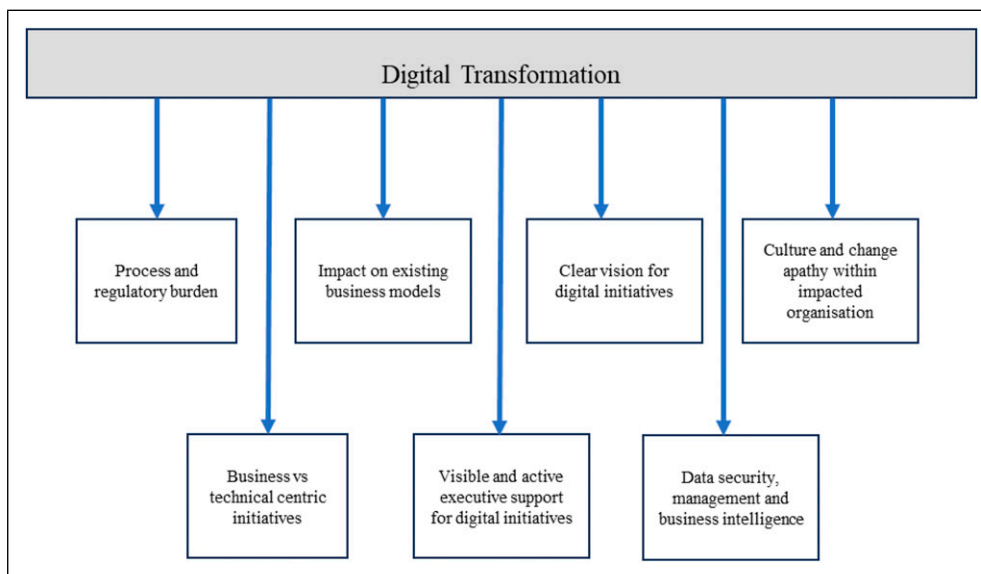 Digital Transformation
Process and
regulatory burden
Impact on existing
business models
Clear vision for
digital initiatives
Culture and change
apathy within
impacted
organisation
Business vs
technical centric
initiatives
Visible and active
executive support
for digital initiatives
Data security,
management and
business intelligence